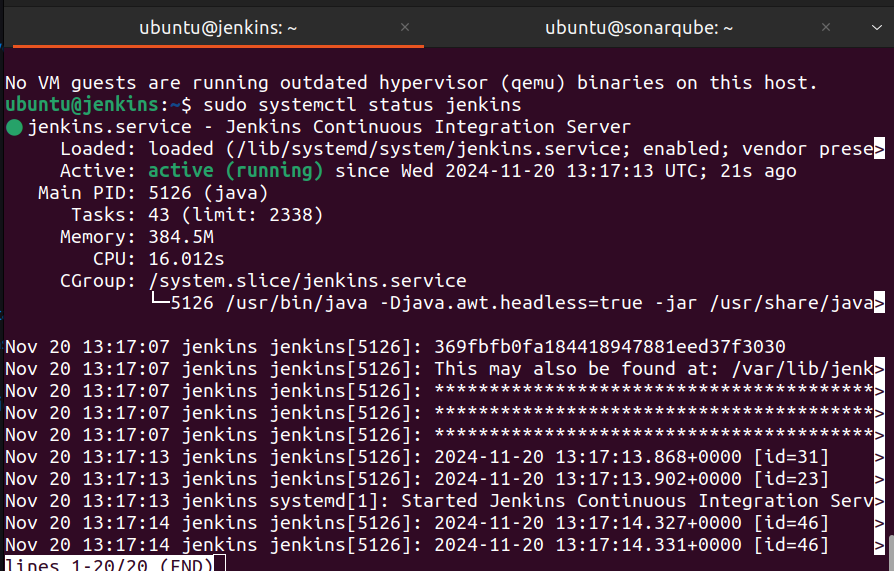 ubuntu@jenkins: ~ × ubuntu@sonarqube: ~ ×
No VM guests are running outdated hypervisor (qemu) binaries on this host.
ubuntu@jenkins:~$ sudo systemctl status jenkins
● jenkins.service - Jenkins Continuous Integration Server
Loaded: loaded (/lib/systemd/system/jenkins.service; enabled; vendor prese>
Active: active (running) since Wed 2024-11-20 13:17:13 UTC; 21s ago
Main PID: 5126 (java)
Tasks: 43 (limit: 2338)
Memory: 384.5M
CPU: 16.012s
CGroup: /system.slice/jenkins.service
└─5126 /usr/bin/java -Djava.awt.headless=true -jar /usr/share/java>
Nov 20 13:17:07 jenkins jenkins[5126]: 369fbfb0fa184418947881eed37f3030
Nov 20 13:17:07 jenkins jenkins[5126]: This may also be found at: /var/lib/jenk>
Nov 20 13:17:07 jenkins jenkins[5126]: ****************************************>
Nov 20 13:17:07 jenkins jenkins[5126]: ****************************************>
Nov 20 13:17:07 jenkins jenkins[5126]: ****************************************>
Nov 20 13:17:13 jenkins jenkins[5126]: 2024-11-20 13:17:13.868+0000 [id=31] >
Nov 20 13:17:13 jenkins jenkins[5126]: 2024-11-20 13:17:13.902+0000 [id=23] >
Nov 20 13:17:13 jenkins systemd[1]: Started Jenkins Continuous Integration Serv>
Nov 20 13:17:14 jenkins jenkins[5126]: 2024-11-20 13:17:14.327+0000 [id=46] >
Nov 20 13:17:14 jenkins jenkins[5126]: 2024-11-20 13:17:14.331+0000 [id=46] >
lines 1-20/20 (END)